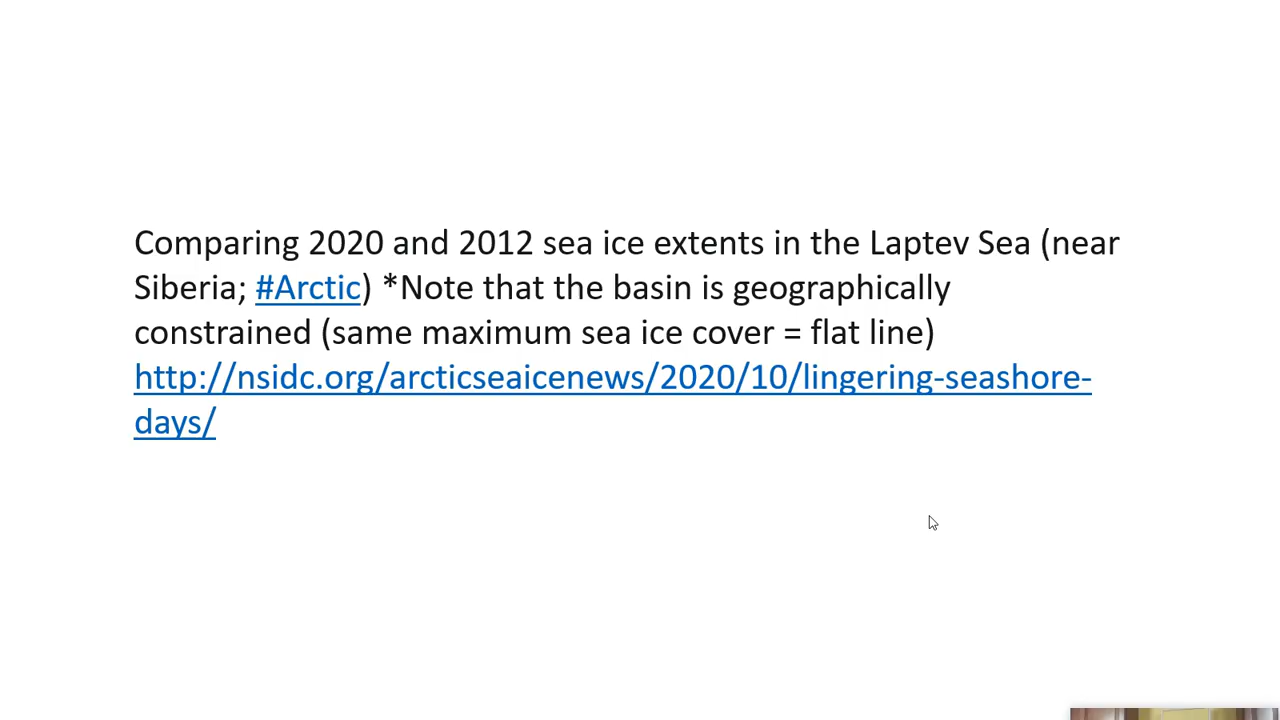 Comparing 2020 and 2012 sea ice extents in the Laptev Sea (near
Siberia; #Arctic) *Note that the basin is geographically
constrained (same maximum sea ice cover = flat line)
http://nsidc.org/arcticseaicenews/2020/10/lingering-seashore-
days/